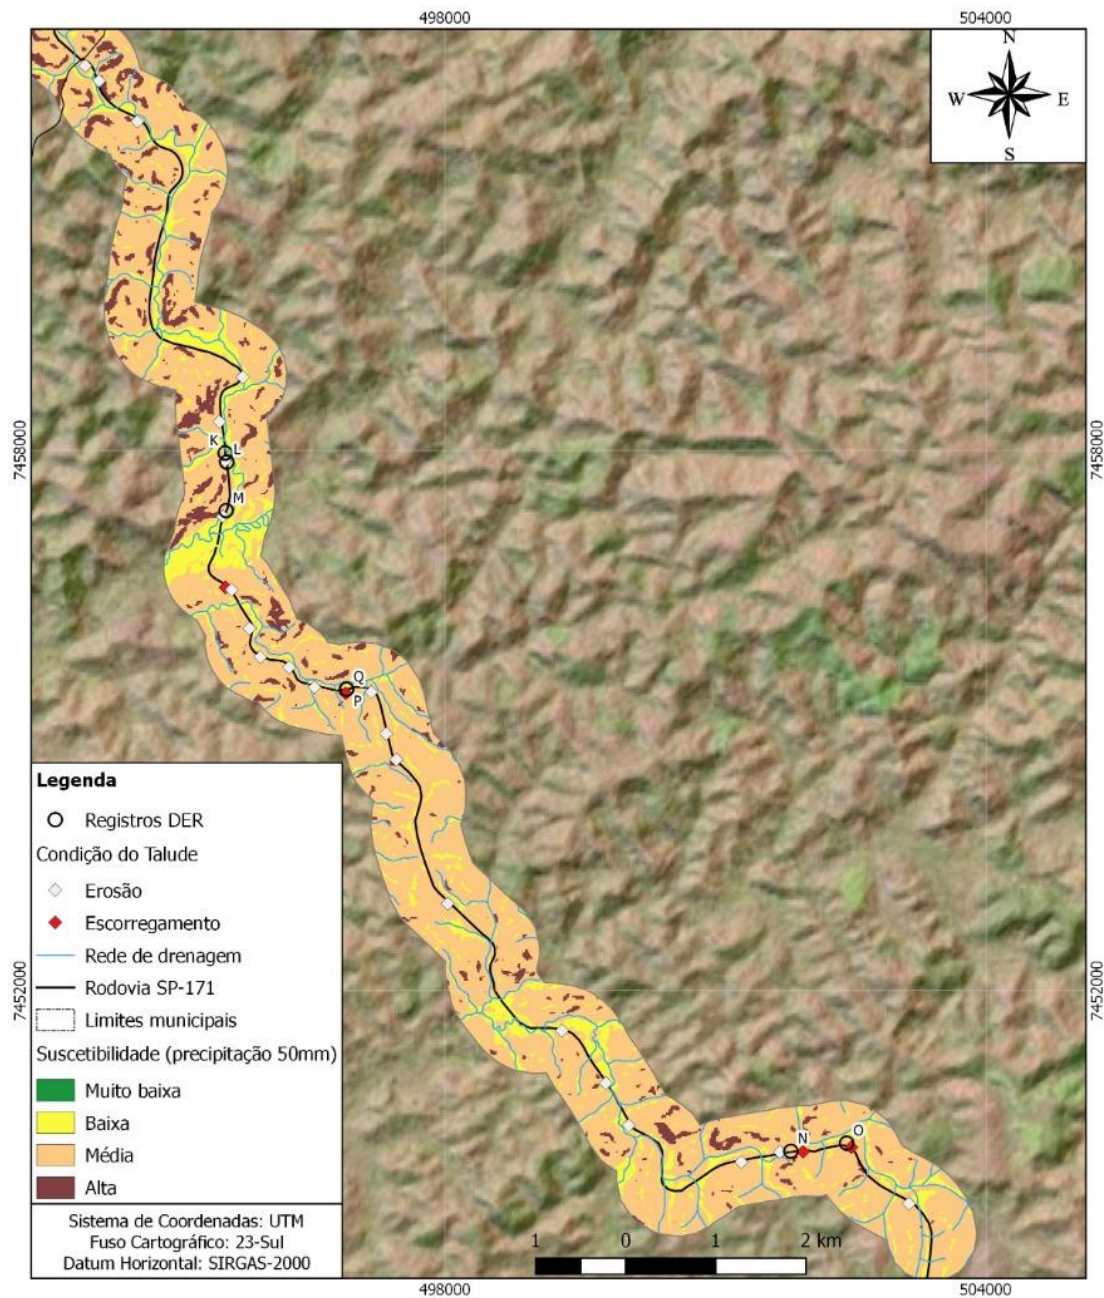 498000
504000
N
W
E
S
7458000
7458000
K
L
M
Q
P
Legenda
Registros DER
Condição do Talude
Erosão
Escorregamento
Rede de drenagem
Rodovia SP-171
Limites municipais
Suscetibilidade (precipitação 50mm)
Muito baixa
Baixa
Média
Alta
Sistema de Coordenadas: UTM
Fuso Cartográfico: 23-Sul
Datum Horizontal: SIRGAS-2000
7452000
7452000
N
O
1 0 1 2 km
498000
504000